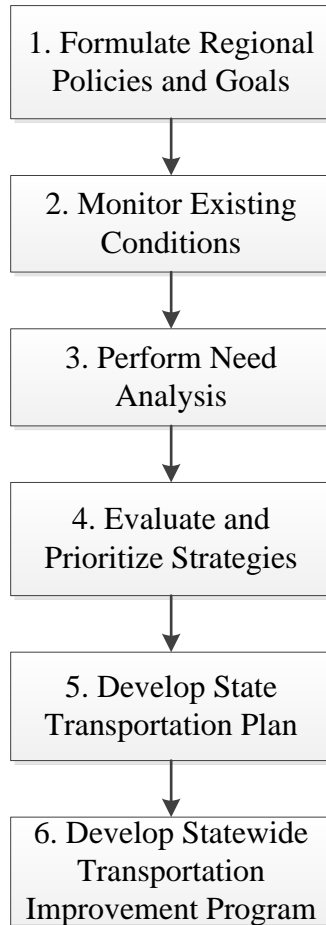 1. Formulate Regional
Policies and Goals
2. Monitor Existing
Conditions
3. Perform Need
Analysis
4. Evaluate and
Prioritize Strategies
5. Develop State
Transportation Plan
6. Develop Statewide
Transportation
Improvement Program